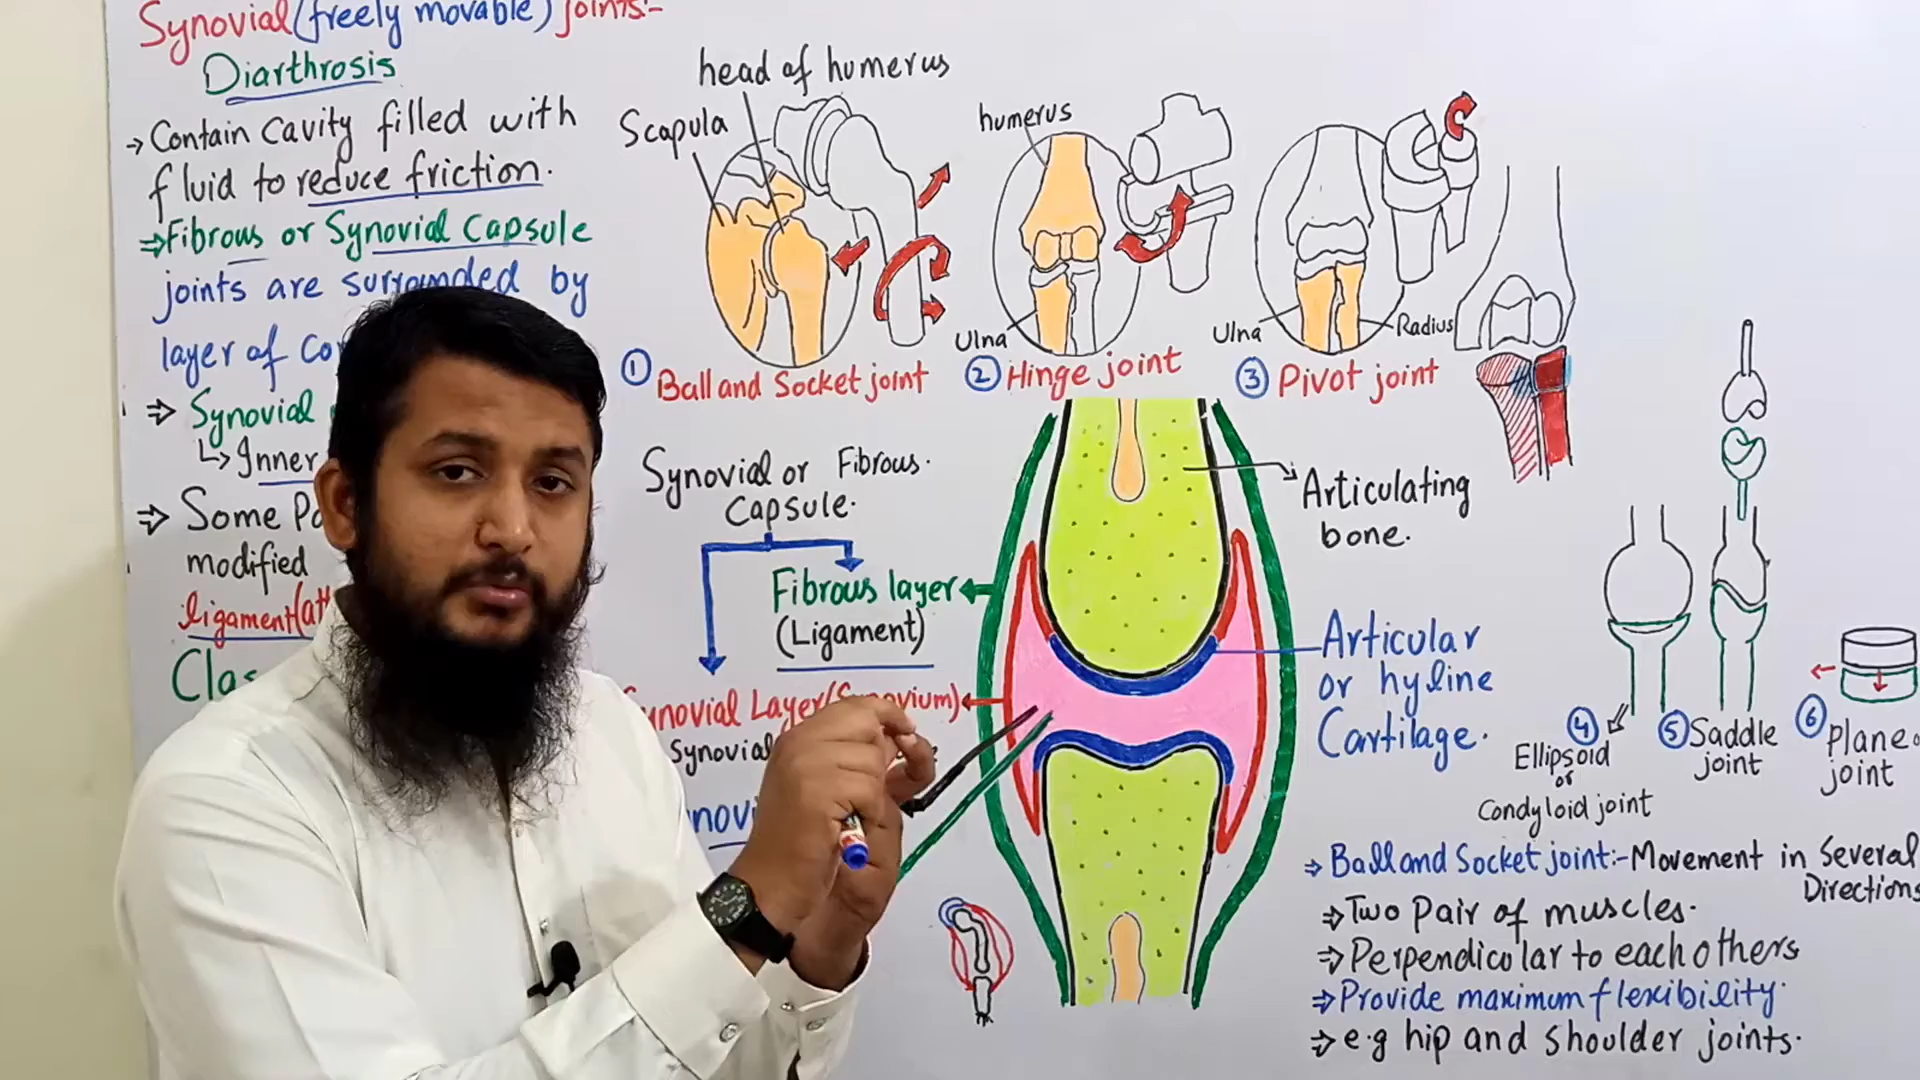 Synovial (freely movable) joints:-
Diarthrosis
→ Contain cavity filled with
fluid to reduce friction.
⇒ Fibrous or Synovial Capsule
joints are surrounded by
layer of
⇒ Synovial
↳ Inner
⇒ Some
modified
ligament
head of humerus
Scapula
① Ball and Socket joint
humerus
Ulna
② Hinge joint
Ulna
Radius
③ Pivot joint
Synovial or Fibrous.
Capsule.
Fibrous layer
(Ligament)
Synovial Layer (Synovium)
Synovial
Articulating
bone.
Articular
or hyline
Cartilage.
④
Ellipsoid
or
Condyloid joint
⑤ Saddle
joint
⑥ Plane
joint
→ Ball and Socket joint:- Movement in Several
Directions
⇒ Two Pair of muscles.
⇒ Perpendicular to each others
⇒ Provide maximum flexibility.
⇒ e.g hip and shoulder joints.